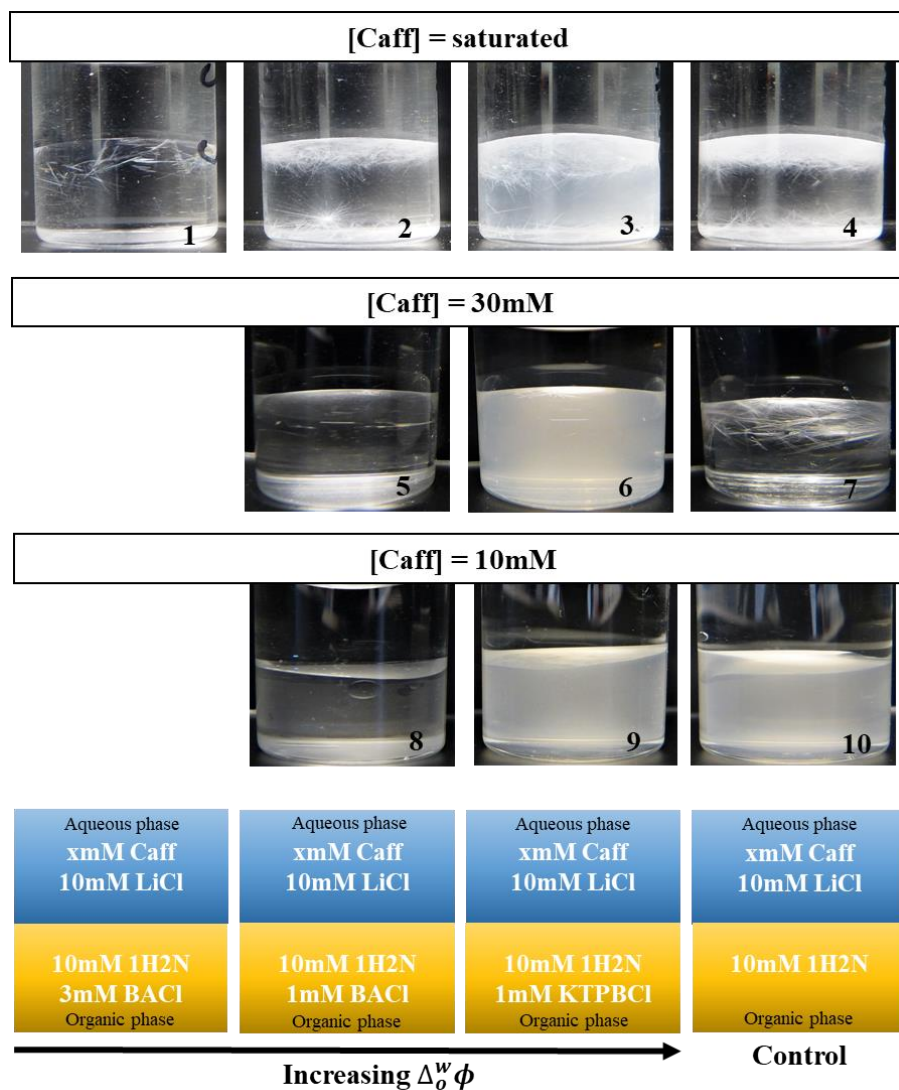 [Caff] = saturated
1
2
3
4
[Caff] = 30mM
5
6
7
[Caff] = 10mM
8
9
10
Aqueous phase
xmM Caff
10mM LiCl
10mM 1H2N
3mM BACl
Organic phase
Aqueous phase
xmM Caff
10mM LiCl
10mM 1H2N
1mM BACl
Organic phase
Aqueous phase
xmM Caff
10mM LiCl
10mM 1H2N
1mM KTPBCl
Organic phase
Aqueous phase
xmM Caff
10mM LiCl
10mM 1H2N
Organic phase
Increasing Δ_o^w ϕ
Control